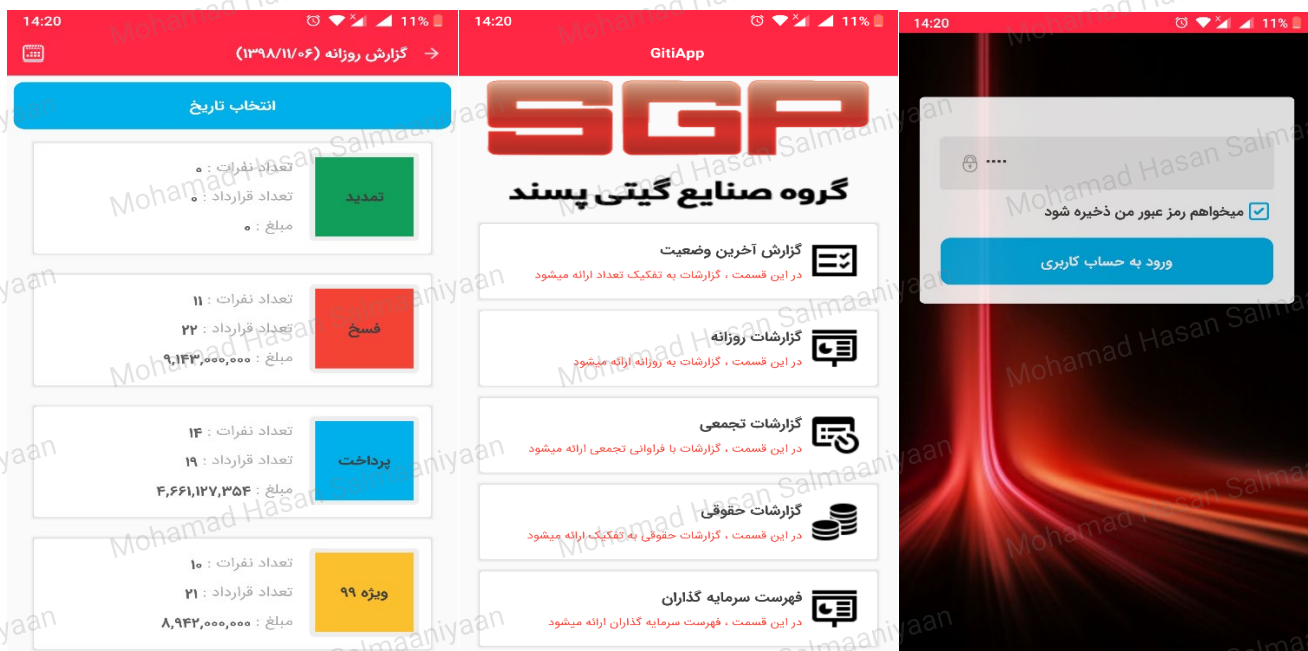 14:20
11%
گزارش روزانه (۱۳۹۸/۱۱/۰۶)
انتخاب تاریخ
تمدید
تعداد نفرات : ۰
تعداد قرارداد : ۰
مبلغ : ۰
فسخ
تعداد نفرات : ۱۱
تعداد قرارداد : ۲۲
مبلغ : ۹,۱۴۳,۰۰۰,۰۰۰
پرداخت
تعداد نفرات : ۱۴
تعداد قرارداد : ۱۹
مبلغ : ۴,۶۶۱,۱۲۷,۳۵۴
ویژه ۹۹
تعداد نفرات : ۱۰
تعداد قرارداد : ۲۱
مبلغ : ۸,۹۴۲,۰۰۰,۰۰۰
14:20
11%
GitiApp
SGP
گروه صنایع گیتی پسند
گزارش آخرین وضعیت
در این قسمت ، گزارشات به تفکیک تعداد ارائه میشود
گزارشات روزانه
در این قسمت ، گزارشات به روزانه ارائه میشود
گزارشات تجمعی
در این قسمت ، گزارشات با فراوانی تجمعی ارائه میشود
گزارشات حقوقی
در این قسمت ، گزارشات حقوقی به تفکیک ارائه میشود
فهرست سرمایه گذاران
در این قسمت ، فهرست سرمایه گذاران ارائه میشود
14:20
11%
میخواهم رمز عبور من ذخیره شود
ورود به حساب کاربری
Mohamad Hasan Salmaaniyaan